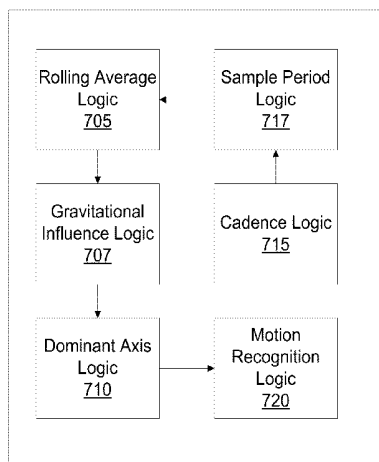 Rolling Average
Logic
705
Sample Period
Logic
717
Gravitational
Influence Logic
707
Cadence Logic
715
Dominant Axis
Logic
710
Motion
Recognition
Logic
720